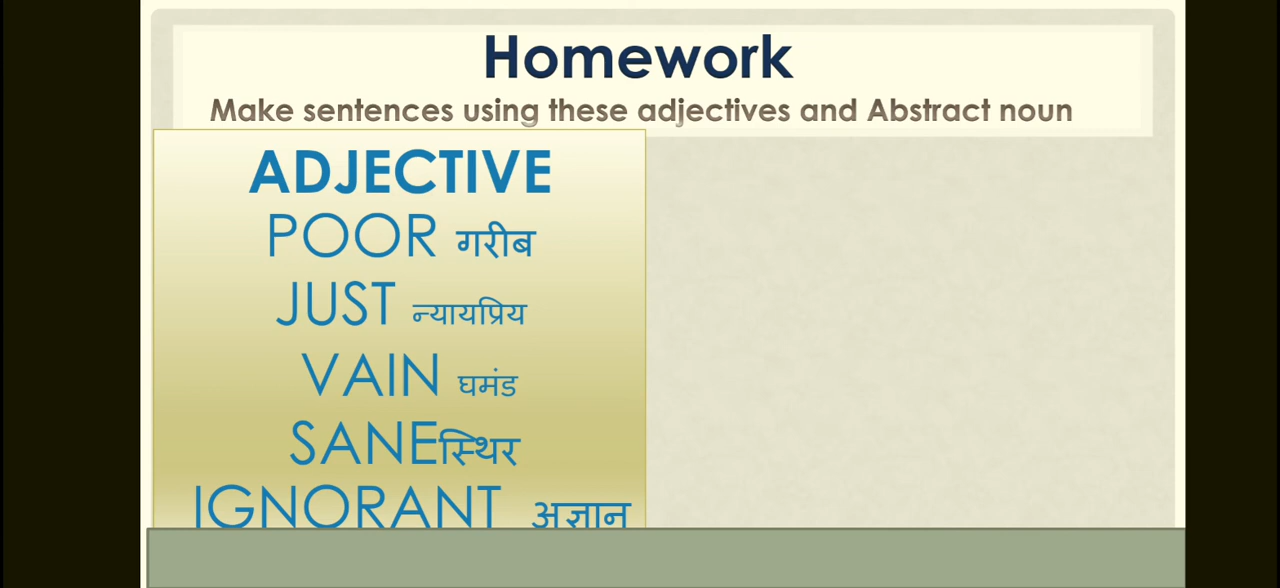 Homework
Make sentences using these adjectives and Abstract noun
ADJECTIVE
POOR गरीब
JUST न्यायप्रिय
VAIN घमंड
SANEस्थिर
IGNORANT अज्ञान